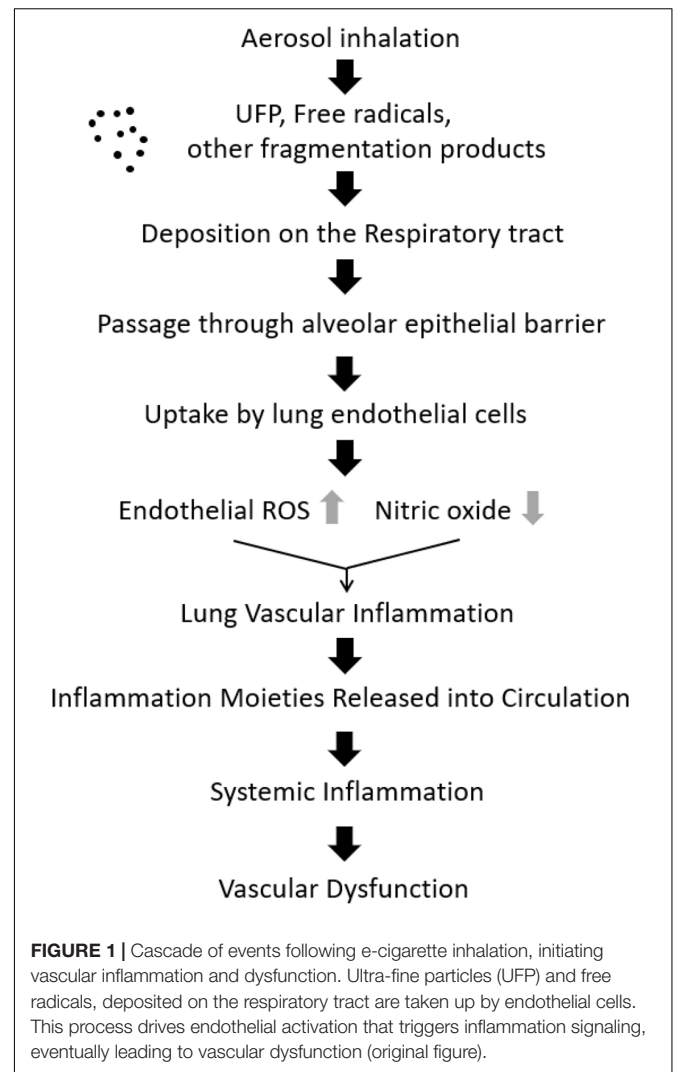 Aerosol inhalation
UFP, Free radicals,
other fragmentation products
Deposition on the Respiratory tract
Passage through alveolar epithelial barrier
Uptake by lung endothelial cells
Endothelial ROS Nitric oxide
Lung Vascular Inflammation
Inflammation Moieties Released into Circulation
Systemic Inflammation
Vascular Dysfunction
FIGURE 1 | Cascade of events following e-cigarette inhalation, initiating
vascular inflammation and dysfunction. Ultra-fine particles (UFP) and free
radicals, deposited on the respiratory tract are taken up by endothelial cells.
This process drives endothelial activation that triggers inflammation signaling,
eventually leading to vascular dysfunction (original figure).